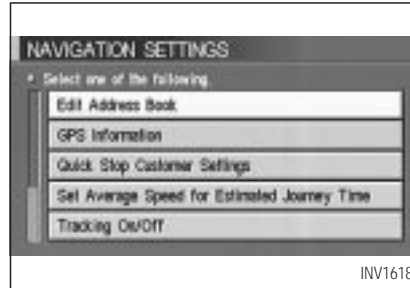 NAVIGATION SETTINGS
Select one of the following.
Edit Address Book
GPS Information
Quick Stop Customer Settings
Set Average Speed for Estimated Journey Time
Tracking On/Off
INV1618